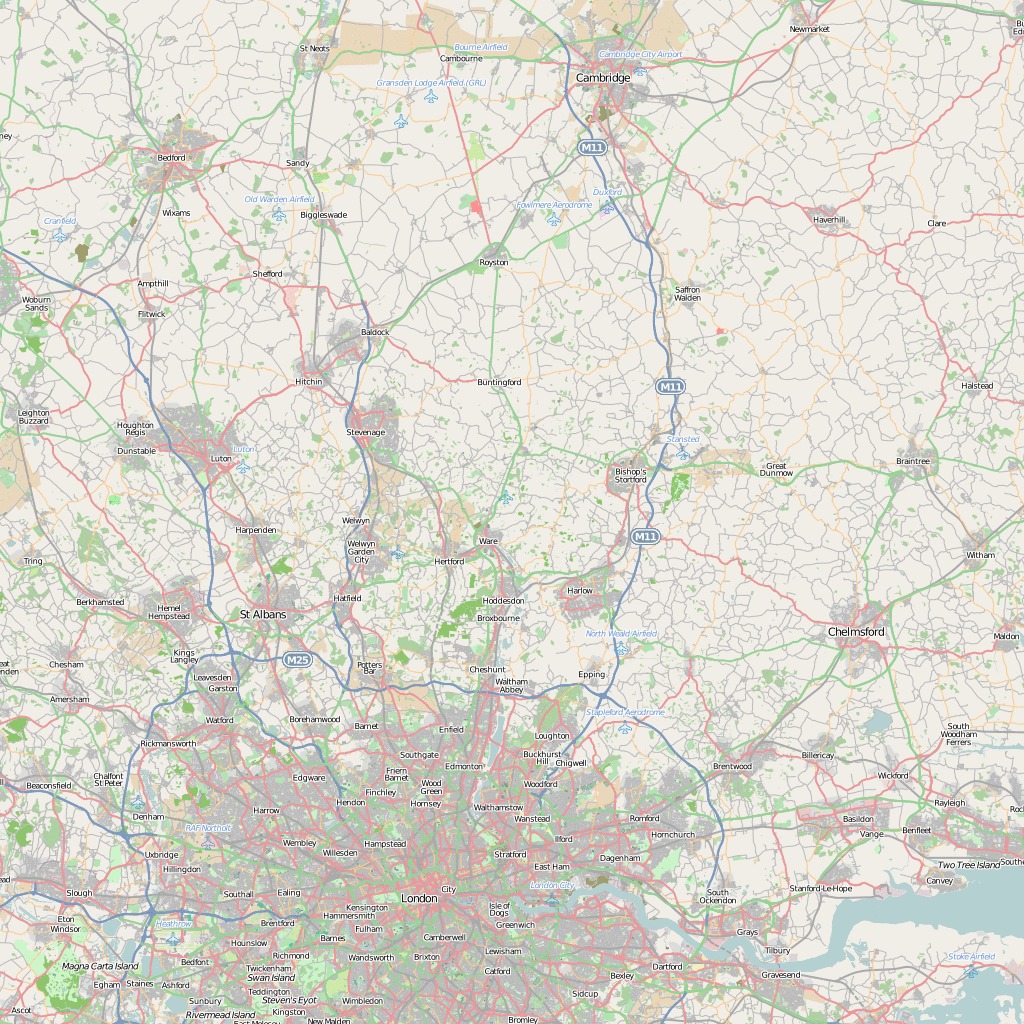 Newmarket
St Neots
Bourne Airfield
Cambourne
Cambridge City Airport
Cambridge
Gransden Lodge Airfield (GRL)
M11
Bedford
Sandy
Old Warden Airfield
Duxford
Fowlmere Aerodrome
Wixams
Biggleswade
Haverhill
Clare
Cranfield
Royston
Shefford
Ampthill
Saffron
Walden
Woburn
Sands
Flitwick
Baldock
Hitchin
Buntingford
M11
Halstead
Leighton
Buzzard
Houghton
Regis
Dunstable
Stevenage
Luton
Luton
Stansted
Bishop's
Stortford
Great
Dunmow
Braintree
Harpenden
Welwyn
Welwyn
Garden
City
Ware
Hertford
M11
Witham
Tring
Berkhamsted
Hemel
Hempstead
St Albans
Hatfield
Hoddesdon
Broxbourne
Harlow
North Weald Airfield
Chelmsford
Maldon
Kings
Langley
M25
Chesham
Potters
Bar
Cheshunt
Waltham
Abbey
Epping
Leavesden
Garston
Amersham
Watford
Borehamwood
Barnet
Enfield
Stapleford Aerodrome
Rickmansworth
Loughton
South
Woodham
Ferrers
Southgate
Edmonton
Buckhurst
Hill
Chigwell
Brentwood
Billericay
Wickford
Chalfont
St Peter
Beaconsfield
Edgware
Friern
Barnet
Finchley
Wood
Green
Woodford
Hendon
Hornsey
Walthamstow
Wanstead
Rayleigh
Denham
Harrow
RAF Northolt
Wembley
Willesden
Hampstead
Ilford
Romford
Hornchurch
Basildon
Vange
Benfleet
Uxbridge
Hillingdon
Stratford
East Ham
Dagenham
Two Tree Island
Canvey
Slough
Southall
Ealing
London
City
London City
South
Ockendon
Stanford-Le-Hope
Eton
Windsor
Heathrow
Brentford
Kensington
Hammersmith
Fulham
Isle of
Dogs
Greenwich
Grays
Tilbury
Hounslow
Barnes
Camberwell
Richmond
Wandsworth
Brixton
Lewisham
Catford
Stoke Airfield
Magna Carta Island
Bedfont
Twickenham
Swan Island
Teddington
Egham
Staines
Ashford
Sunbury
Steven's Eyot
Kingston
Wimbledon
Bexley
Dartford
Gravesend
Sidcup
Ascot
Rivermead Island
New Malden
Bromley